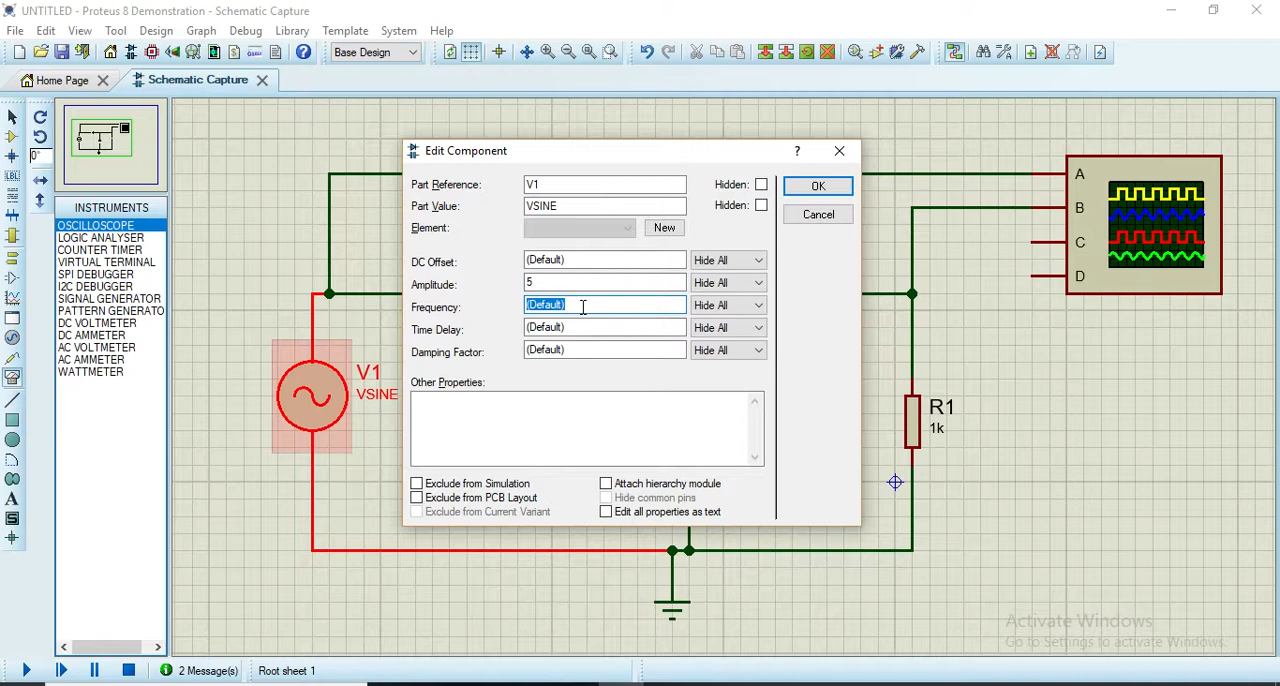 UNTITLED - Proteus 8 Demonstration - Schematic Capture
File Edit View Tool Design Graph Debug Library Template System Help
Base Design
Home Page
Schematic Capture
0°
INSTRUMENTS
OSCILLOSCOPE
LOGIC ANALYSER
COUNTER TIMER
VIRTUAL TERMINAL
SPI DEBUGGER
I2C DEBUGGER
SIGNAL GENERATOR
PATTERN GENERATO
DC VOLTMETER
DC AMMETER
AC VOLTMETER
AC AMMETER
WATTMETER
V1
VSINE
Edit Component
?
Part Reference: V1 Hidden:
Part Value: VSINE Hidden:
Element: New
DC Offset: (Default) Hide All
Amplitude: 5 Hide All
Frequency: (Default) Hide All
Time Delay: (Default) Hide All
Damping Factor: (Default) Hide All
Other Properties:
Exclude from Simulation
Exclude from PCB Layout
Exclude from Current Variant
Attach hierarchy module
Hide common pins
Edit all properties as text
OK
Cancel
A
B
C
D
R1
1k
Activate Windows
Go to Settings to activate Windows.
2 Message(s)
Root sheet 1